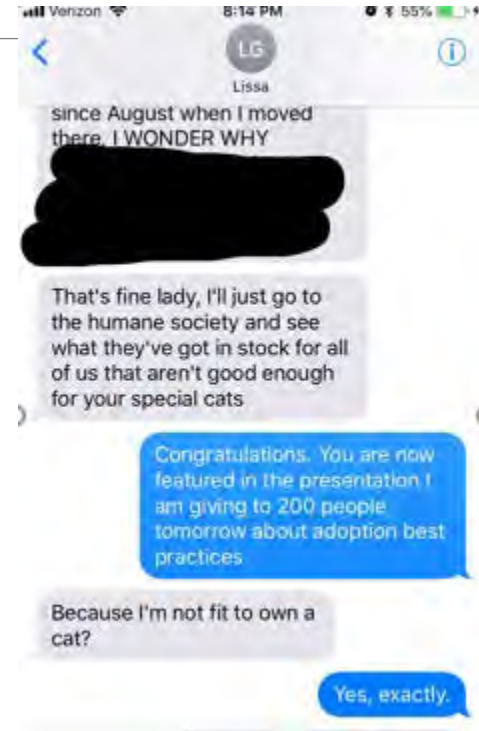 Verizon 8:14 PM 55%
LG
Lissa
since August when I moved
there. I WONDER WHY
That's fine lady, I'll just go to
the humane society and see
what they've got in stock for all
of us that aren't good enough
for your special cats
Congratulations. You are now
featured in the presentation I
am giving to 200 people
tomorrow about adoption best
practices
Because I'm not fit to own a
cat?
Yes, exactly.